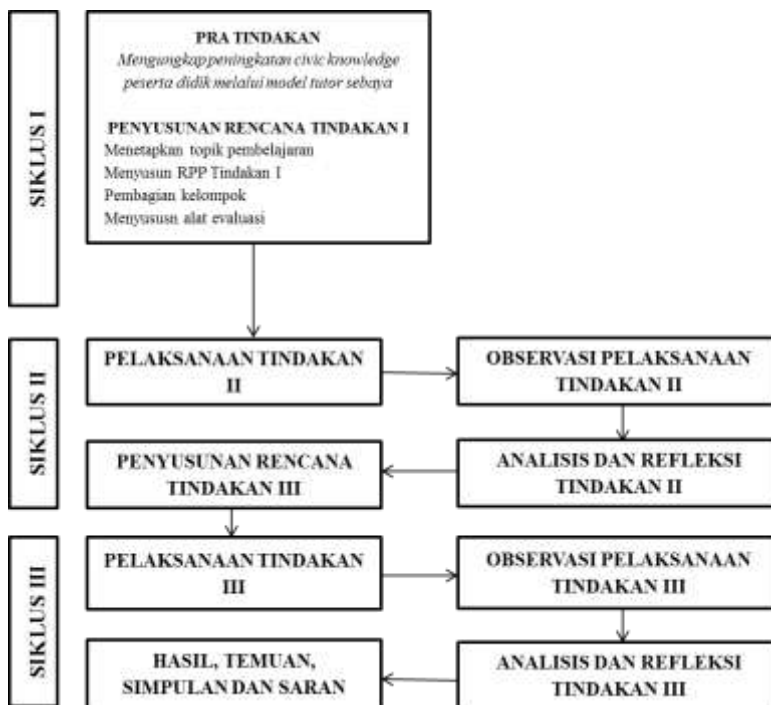 SIKLUS I
PRA TINDAKAN
Mengungkap peningkatan civic knowledge
peserta didik melalui model tutor sebaya
PENYUSUNAN RENCANA TINDAKAN I
Menetapkan topik pembelajaran
Menyusun RPP Tindakan I
Pembagian kelompok
Menyususn alat evaluasi
SIKLUS II
PELAKSANAAN TINDAKAN
II
OBSERVASI PELAKSANAAN
TINDAKAN II
PENYUSUNAN RENCANA
TINDAKAN III
ANALISIS DAN REFLEKSI
TINDAKAN II
SIKLUS III
PELAKSANAAN TINDAKAN
III
OBSERVASI PELAKSANAAN
TINDAKAN III
HASIL, TEMUAN,
SIMPULAN DAN SARAN
ANALISIS DAN REFLEKSI
TINDAKAN III